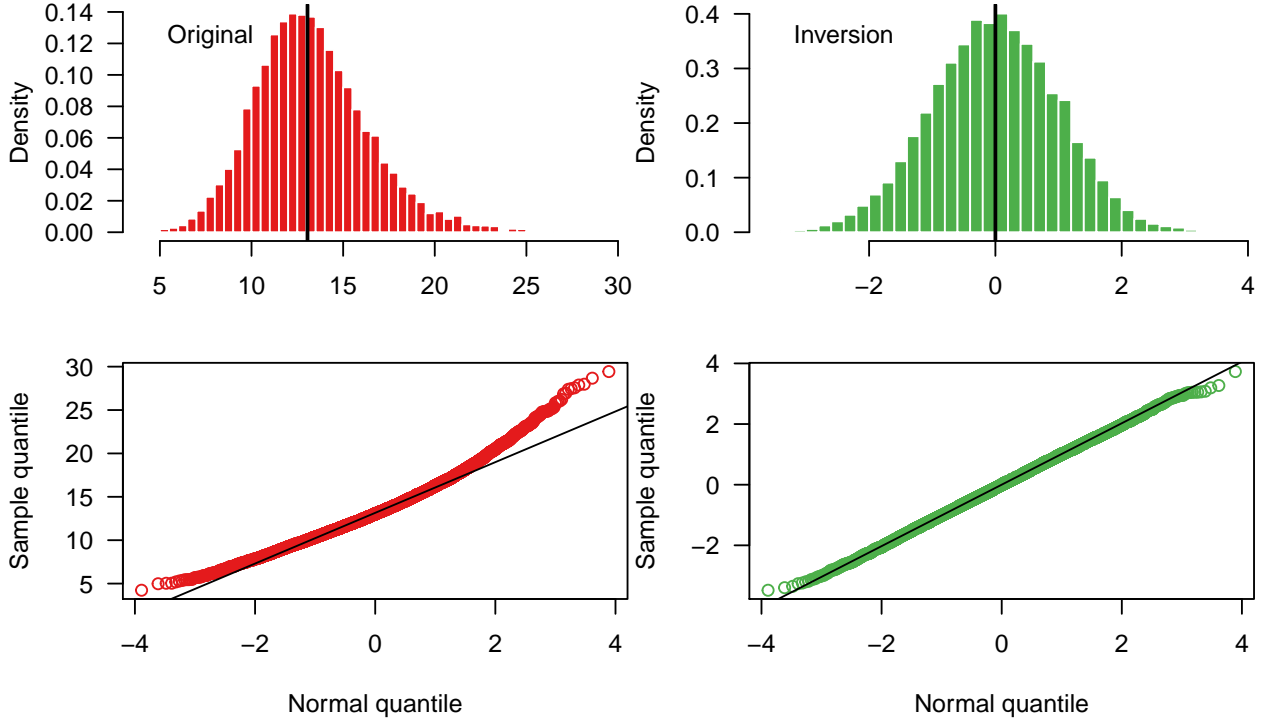 Original
Density
0.14
0.12
0.10
0.08
0.06
0.04
0.02
0.00
5 10 15 20 25 30
Inversion
Density
0.4
0.3
0.2
0.1
0.0
−2 0 2 4
Sample quantile
30
25
20
15
10
5
−4 −2 0 2 4
Normal quantile
Sample quantile
4
2
0
−2
−4 −2 0 2 4
Normal quantile